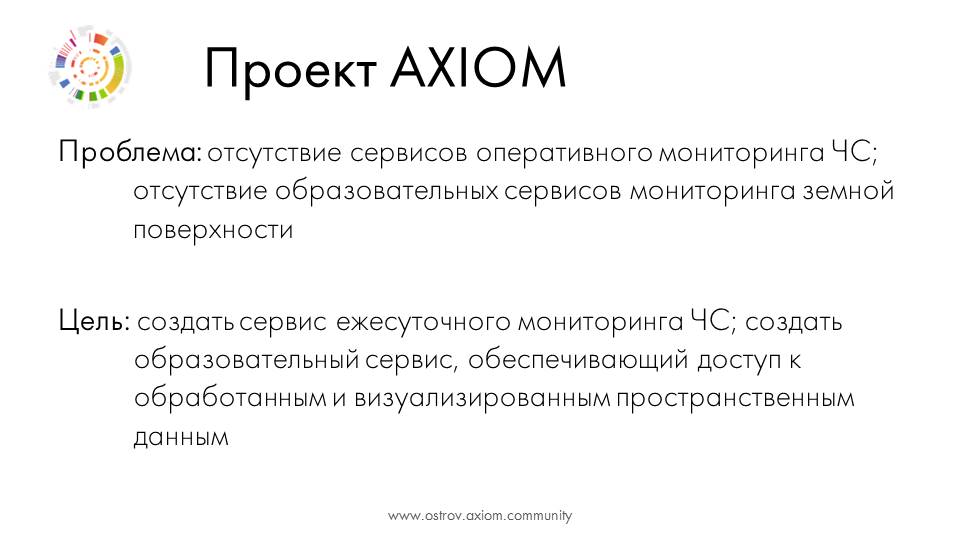 Проект AXIOM
Проблема: отсутствие сервисов оперативного мониторинга ЧС;
отсутствие образовательных сервисов мониторинга земной
поверхности
Цель: создать сервис ежесуточного мониторинга ЧС; создать
образовательный сервис, обеспечивающий доступ к
обработанным и визуализированным пространственным
данным
www.ostrov.axiom.community